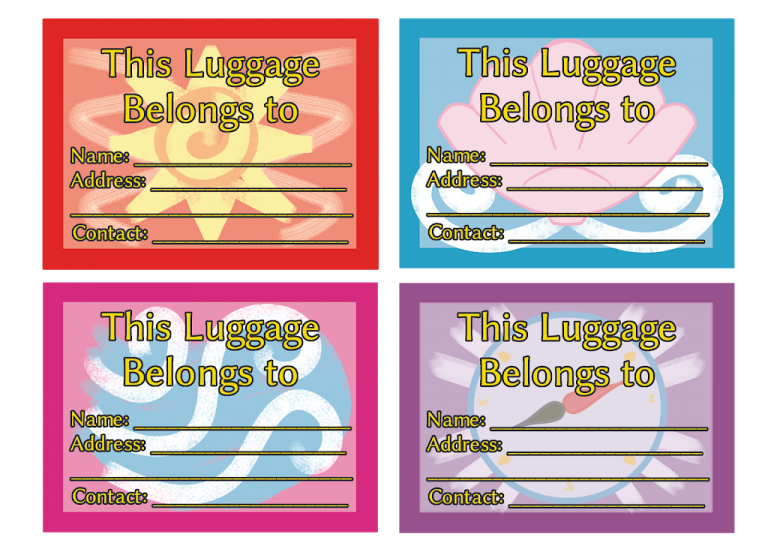 This Luggage
Belongs to
Name:
Address:
Contact:
This Luggage
Belongs to
Name:
Address:
Contact:
This Luggage
Belongs to
Name:
Address:
Contact:
This Luggage
Belongs to
W
E
Name:
Address:
S
Contact: